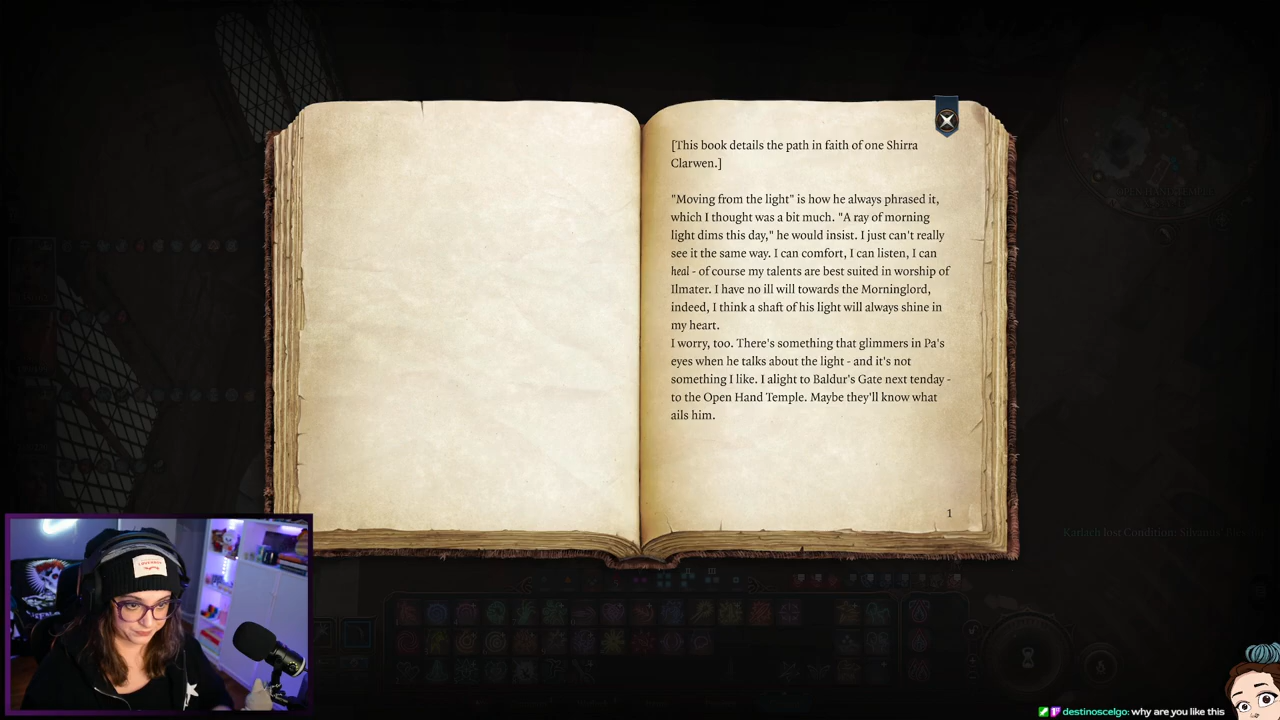 [This book details the path in faith of one Shirra
Clarwen.]
"Moving from the light" is how he always phrased it,
which I thought was a bit much. "A ray of morning
light dims this day," he would insist. I just can't really
see it the same way. I can comfort, I can listen, I can
heal - of course my talents are best suited in worship of
Ilmater. I have no ill will towards the Morninglord,
indeed, I think a shaft of his light will always shine in
my heart.
I worry, too. There's something that glimmers in Pa's
eyes when he talks about the light - and it's not
something I like. I alight to Baldur's Gate next tenday -
to the Open Hand Temple. Maybe they'll know what
ails him.
1
Karlach lost Condition: Silvanus'
destinoscelgo: why are you like this